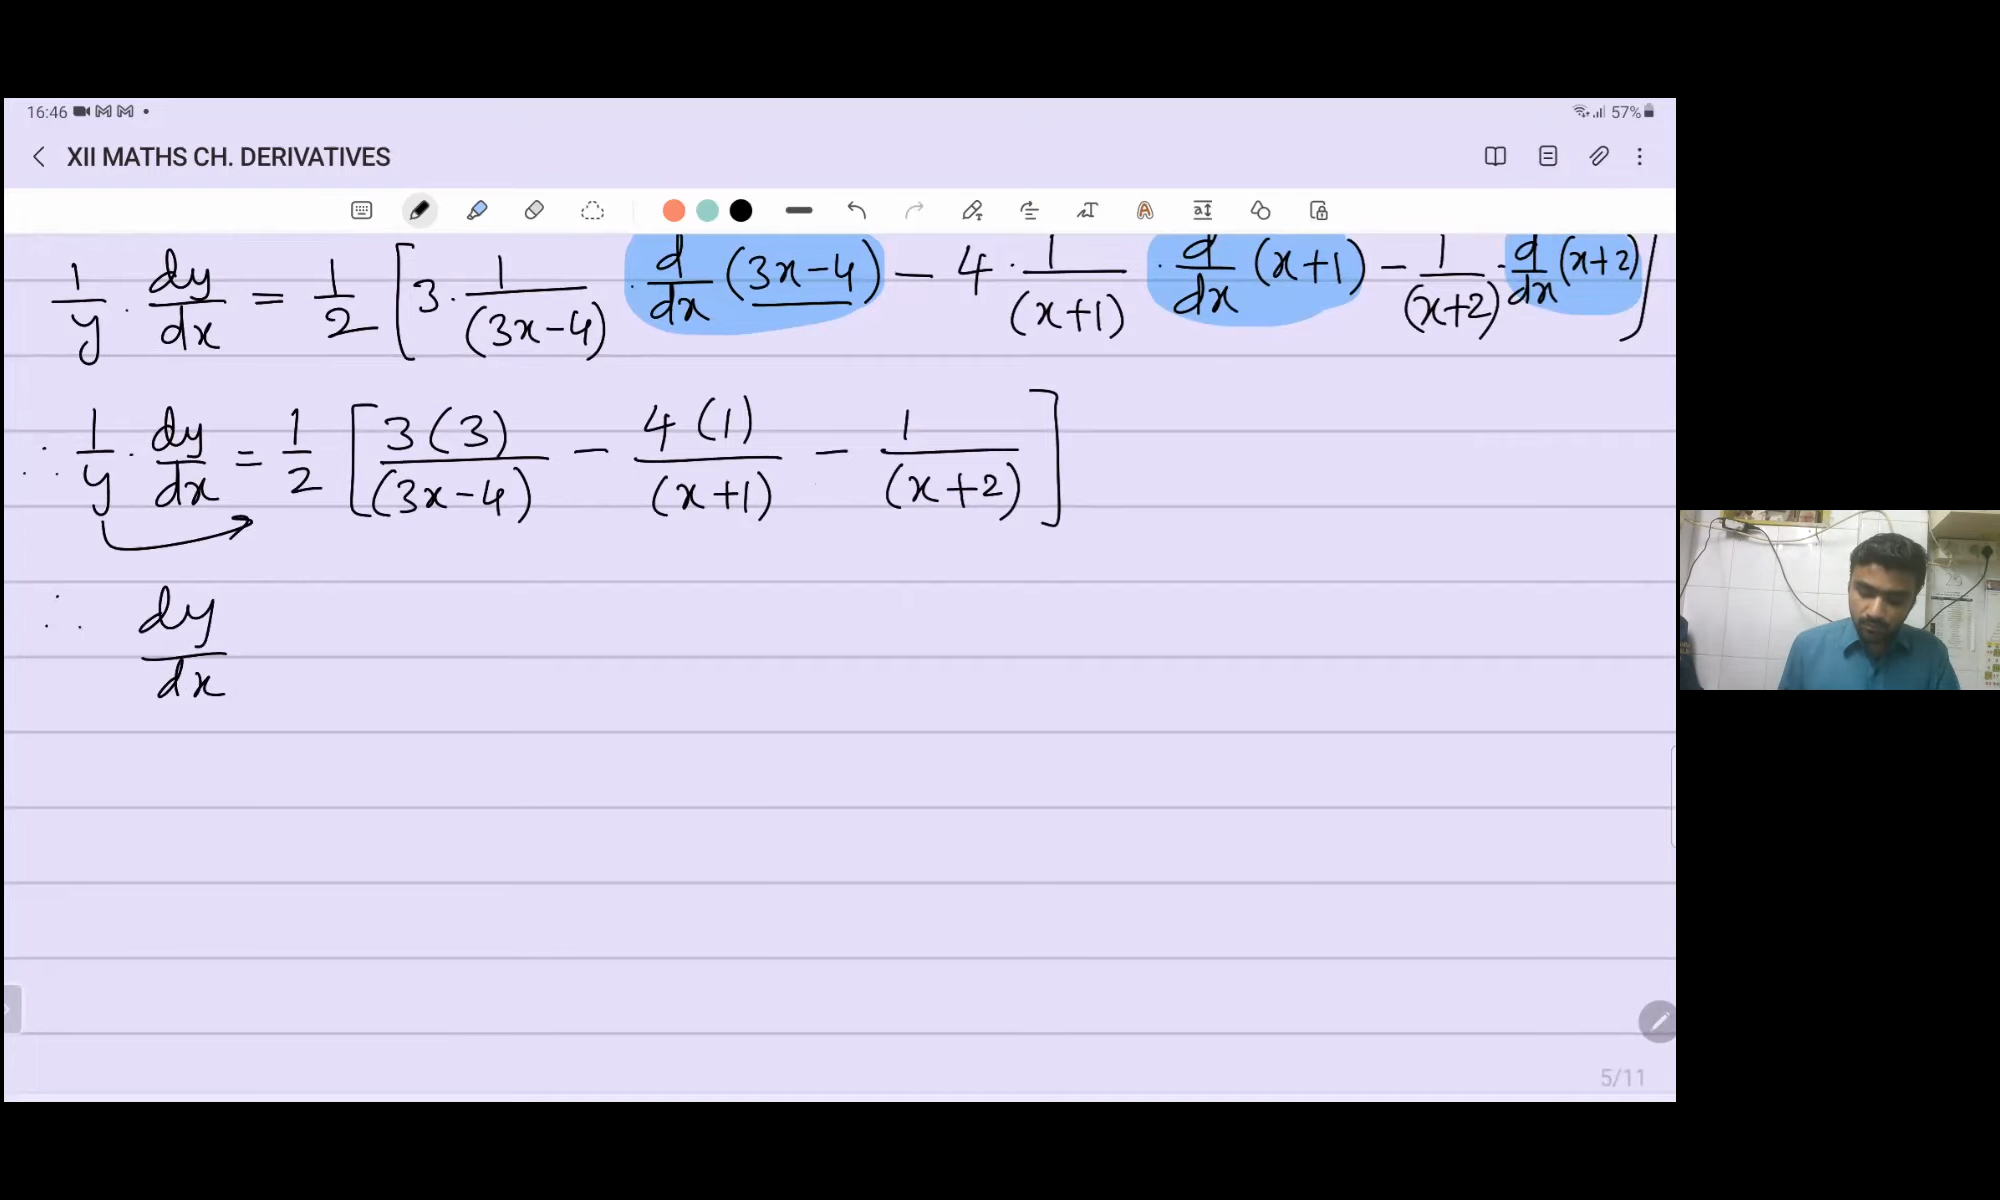 16:46 57%
XII MATHS CH. DERIVATIVES
1/y · dy/dx = 1/2 [3 · 1/(3x-4) · d/dx (3x-4) - 4 · 1/(x+1) · d/dx (x+1) - 1/(x+2) · d/dx (x+2)]
∴ 1/y · dy/dx = 1/2 [3(3)/(3x-4) - 4(1)/(x+1) - 1/(x+2)]
∴ dy/dx
5/11